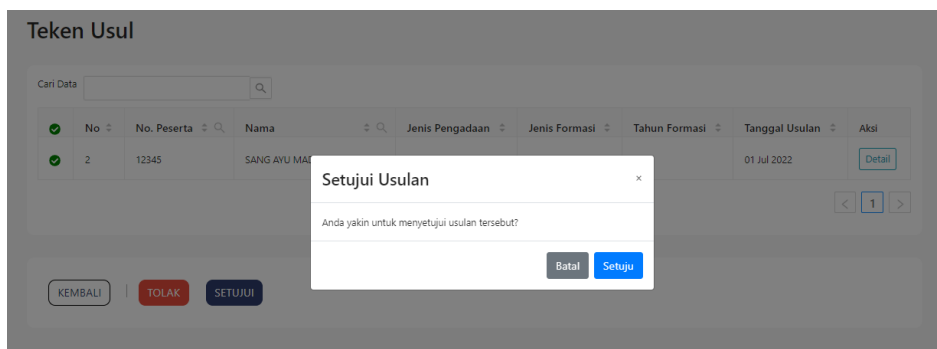 Teken Usul
Cari Data
No No. Peserta Nama Jenis Pengadaan Jenis Formasi Tahun Formasi Tanggal Usulan Aksi
2 12345 SANG AYU 01 Jul 2022 Detail
Setujui Usulan ×
Anda yakin untuk menyetujui usulan tersebut?
Batal Setuju
< 1 >
KEMBALI | TOLAK SETUJUI